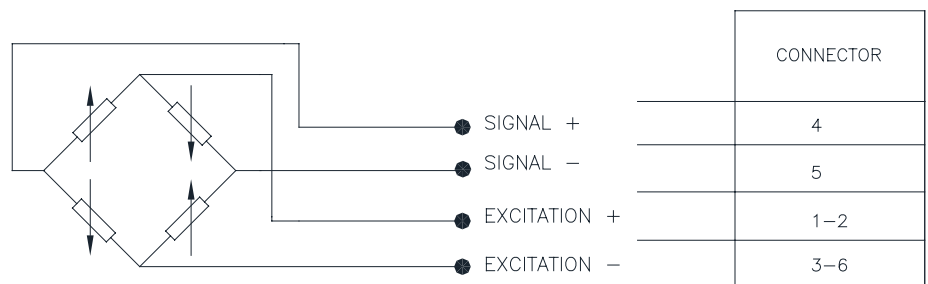 CONNECTOR
SIGNAL + 4
SIGNAL − 5
EXCITATION + 1−2
EXCITATION − 3−6